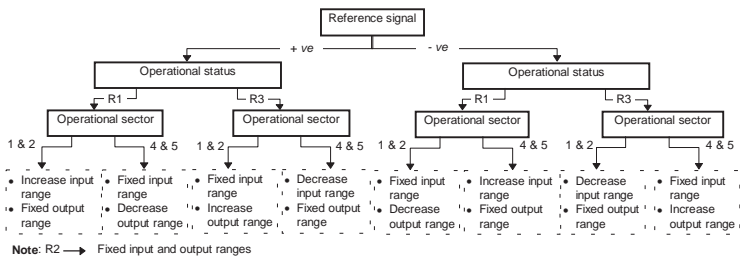 Reference signal
+ ve
- ve
Operational status
Operational status
R1
R3
R1
R3
Operational sector
Operational sector
Operational sector
Operational sector
1 & 2
4 & 5
1 & 2
4 & 5
1 & 2
4 & 5
1 & 2
4 & 5
• Increase input
range
• Fixed output range
• Fixed input
range
• Decrease
output range
• Fixed input
range
• Increase
output range
• Decrease
input range
• Fixed output
range
• Fixed input
range
• Decrease
output range
• Increase input
range
• Fixed output
range
• Decrease
input range
• Fixed output
range
• Fixed input
range
• Increase
output range
Note: R2 → Fixed input and output ranges